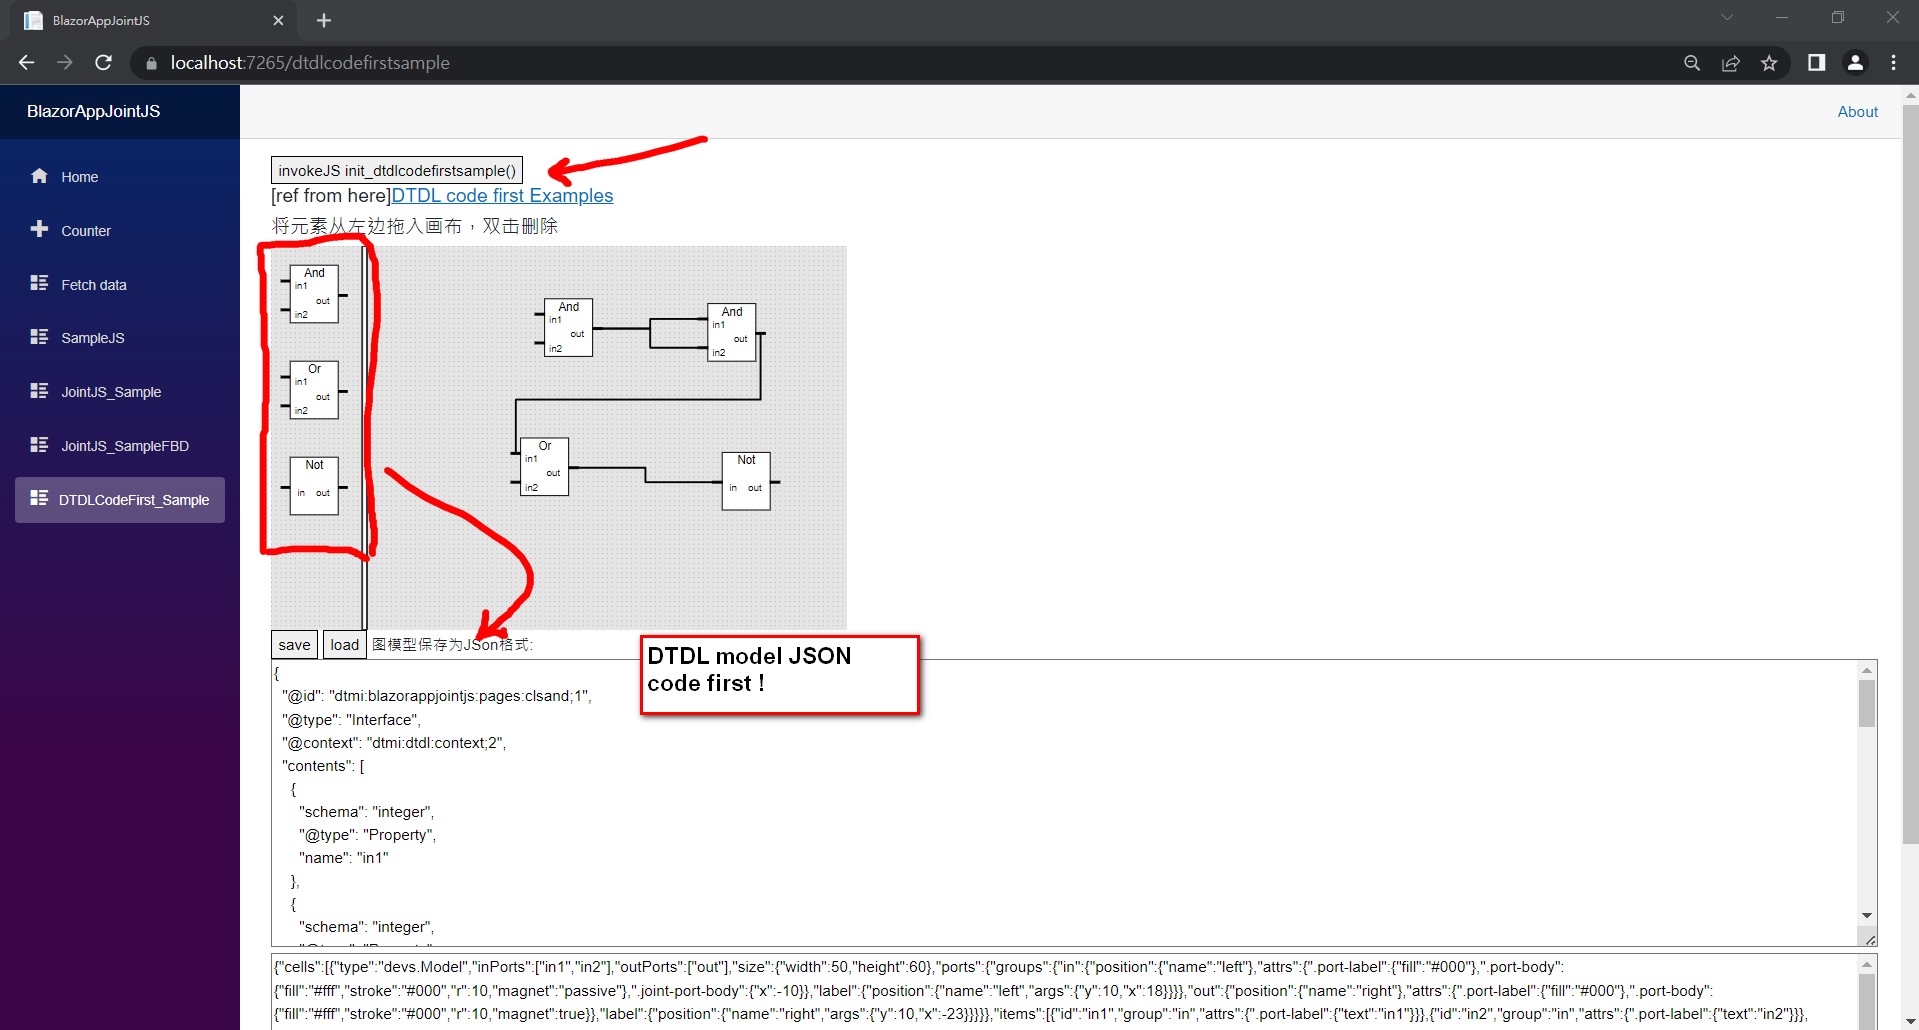 BlazorAppJointJS
localhost:7265/dtdlcodefirstsample
BlazorAppJointJS
About
Home
Counter
Fetch data
SampleJS
JointJS_Sample
JointJS_SampleFBD
DTDLCodeFirst_Sample
invokeJS init_dtdlcodefirstsample()
[ref from here]DTDL code first Examples
将元素从左边拖入画布，双击删除
And
in1
out
in2
Or
in1
out
in2
Not
in out
And
in1
out
in2
And
in1
out
in2
Or
in1
out
in2
Not
in out
save load 图模型保存为JSon格式:
DTDL model JSON
code first !
{
"@id": "dtmi:blazorappjointjs:pages:clsand;1",
"@type": "Interface",
"@context": "dtmi:dtdl:context;2",
"contents": [
{
"schema": "integer",
"@type": "Property",
"name": "in1"
},
{
"schema": "integer",
{"cells":[{"type":"devs.Model","inPorts":["in1","in2"],"outPorts":["out"],"size":{"width":50,"height":60},"ports":{"groups":{"in":{"position":{"name":"left"},"attrs":{".port-label":{"fill":"#000"},".port-body":
{"fill":"#fff","stroke":"#000","r":10,"magnet":"passive"},".joint-port-body":{"x":-10}},"label":{"position":{"name":"left","args":{"y":10,"x":18}}}},"out":{"position":{"name":"right"},"attrs":{".port-label":{"fill":"#000"},".port-body":
{"fill":"#fff","stroke":"#000","r":10,"magnet":true}},"label":{"position":{"name":"right","args":{"y":10,"x":-23}}}}},"items":[{"id":"in1","group":"in","attrs":{".port-label":{"text":"in1"}}},{"id":"in2","group":"in","attrs":{".port-label":{"text":"in2"}}},